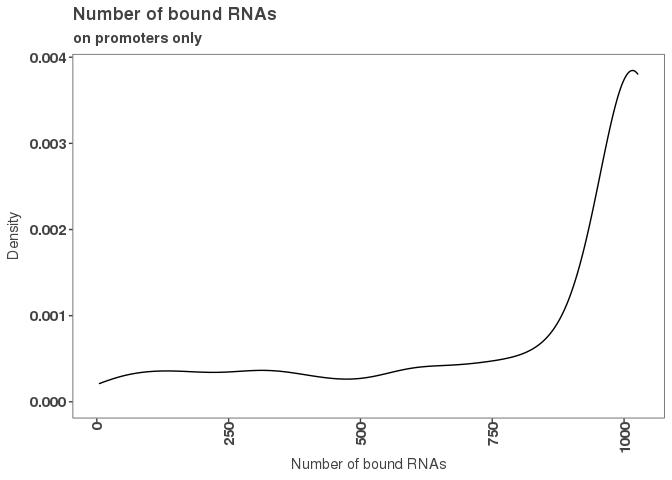 Number of bound RNAs
on promoters only
0.004
0.003
0.002
0.001
0.000
Density
0
250
500
750
1000
Number of bound RNAs